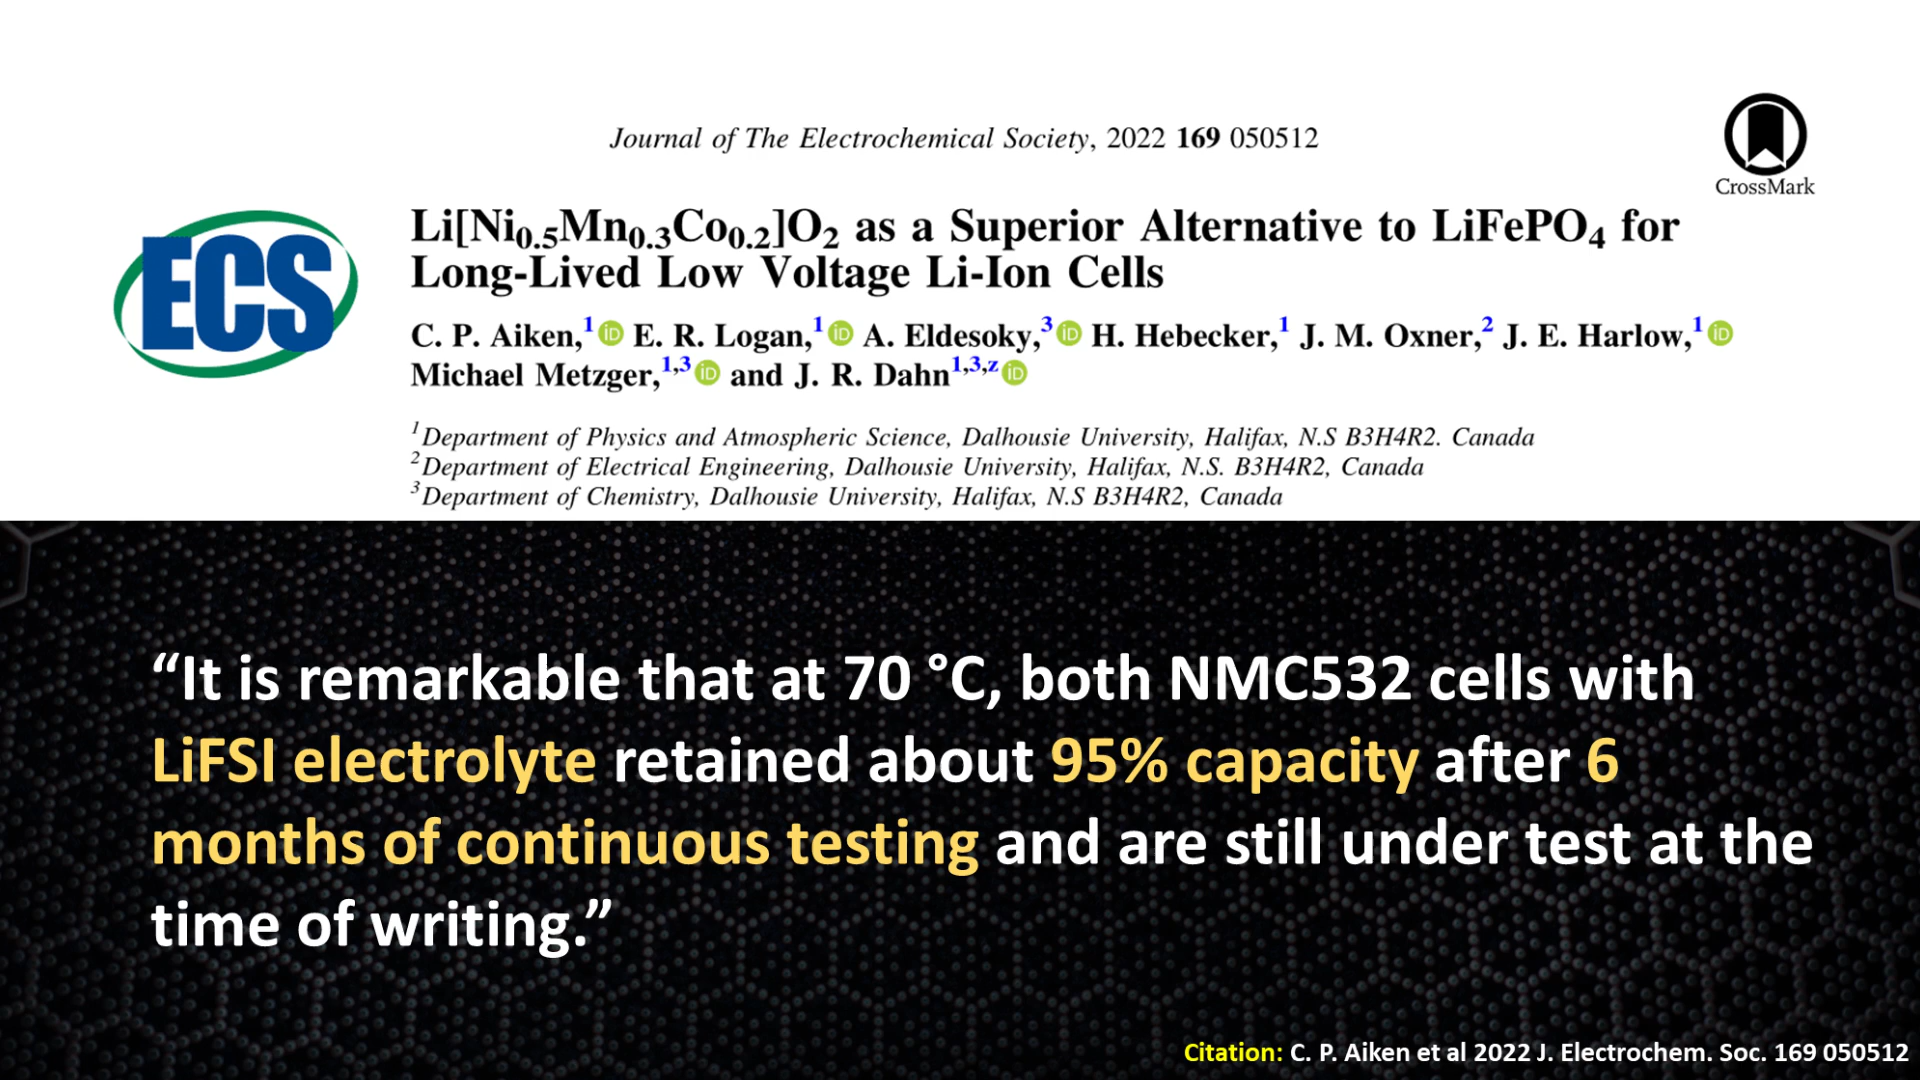 Journal of The Electrochemical Society, 2022 169 050512
CrossMark
ECS
Li[Ni0.5Mn0.3Co0.2]O2 as a Superior Alternative to LiFePO4 for
Long-Lived Low Voltage Li-Ion Cells
C. P. Aiken,1 iD E. R. Logan,1 iD A. Eldesoky,3 iD H. Hebecker,1 J. M. Oxner,2 J. E. Harlow,1 iD
Michael Metzger,1,3 iD and J. R. Dahn1,3,z iD
1Department of Physics and Atmospheric Science, Dalhousie University, Halifax, N.S B3H4R2. Canada
2Department of Electrical Engineering, Dalhousie University, Halifax, N.S. B3H4R2, Canada
3Department of Chemistry, Dalhousie University, Halifax, N.S B3H4R2, Canada
“It is remarkable that at 70 °C, both NMC532 cells with
LiFSI electrolyte retained about 95% capacity after 6
months of continuous testing and are still under test at the
time of writing.”
Citation: C. P. Aiken et al 2022 J. Electrochem. Soc. 169 050512